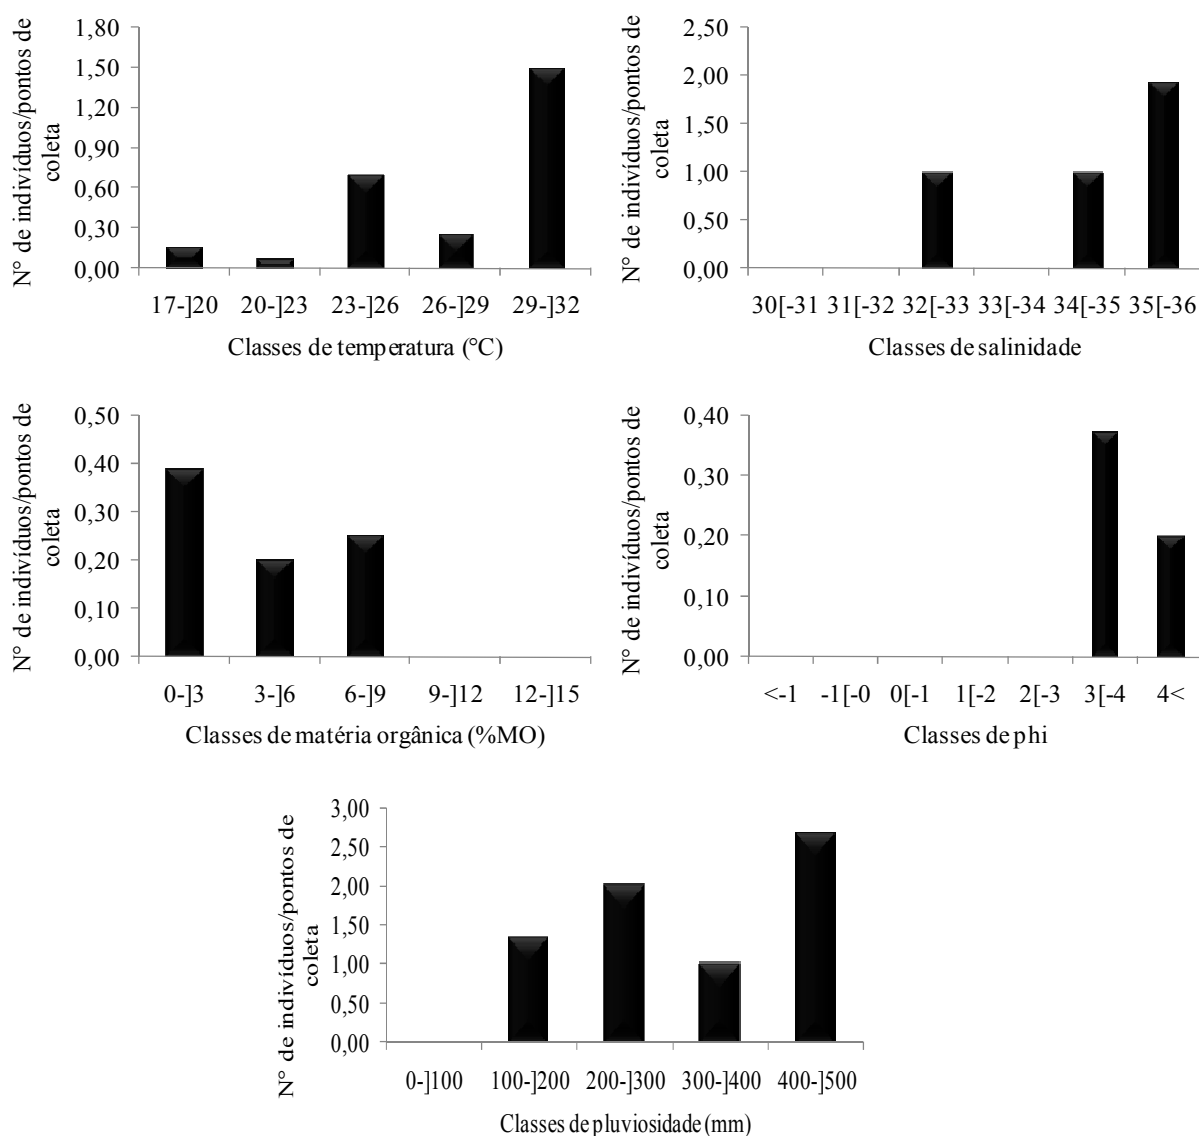 N° de indivíduos/pontos de
coleta
1,80
1,50
1,20
0,90
0,60
0,30
0,00
17-]20 20-]23 23-]26 26-]29 29-]32
Classes de temperatura (°C)
N° de indivíduos/pontos de
coleta
2,50
2,00
1,50
1,00
0,50
0,00
30[-31 31[-32 32[-33 33[-34 34[-35 35[-36
Classes de salinidade
N° de indivíduos/pontos de
coleta
0,50
0,40
0,30
0,20
0,10
0,00
0-]3 3-]6 6-]9 9-]12 12-]15
Classes de matéria orgânica (%MO)
N° de indivíduos/pontos de
coleta
0,40
0,30
0,20
0,10
0,00
<-1 -1[-0 0[-1 1[-2 2[-3 3[-4 4<
Classes de phi
N° de indivíduos/pontos de
coleta
3,00
2,50
2,00
1,50
1,00
0,50
0,00
0-]100 100-]200 200-]300 300-]400 400-]500
Classes de pluviosidade (mm)